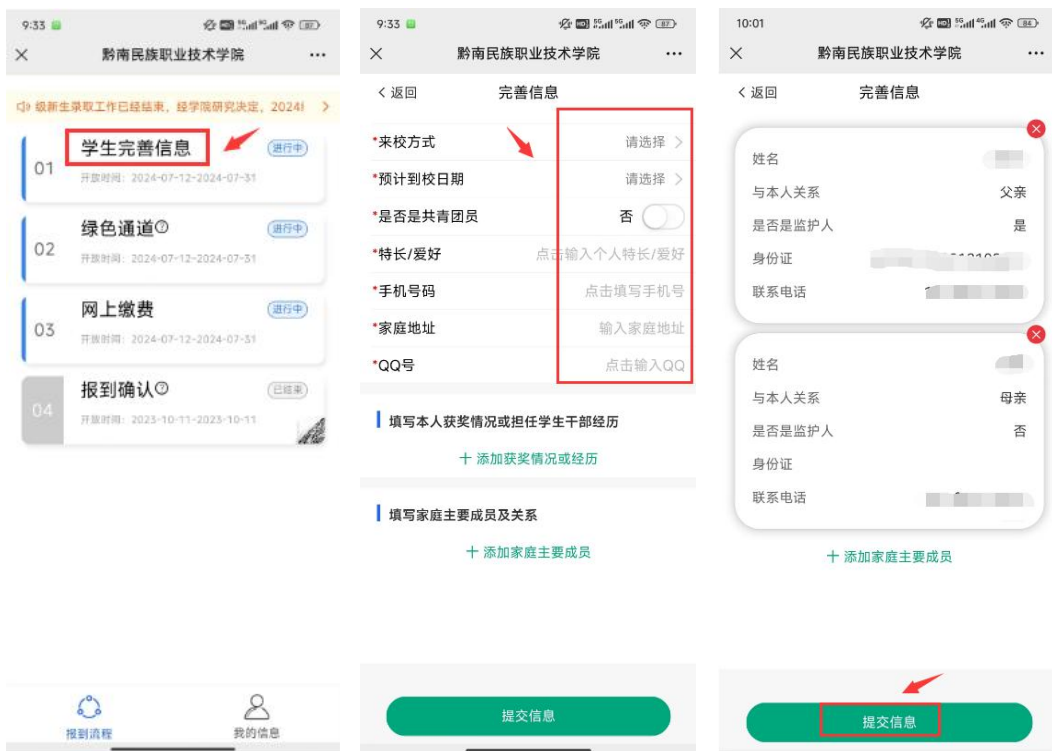 9:33
黔南民族职业技术学院
级新生录取工作已经结束，经学院研究决定，2024
01
学生完善信息
进行中
开放时间：2024-07-12-2024-07-31
02
绿色通道
进行中
开放时间：2024-07-12-2024-07-31
03
网上缴费
进行中
开放时间：2024-07-12-2024-07-31
04
报到确认
已结束
开放时间：2023-10-11-2023-10-11
报到流程
我的信息
9:33
黔南民族职业技术学院
返回 完善信息
*来校方式 请选择
*预计到校日期 请选择
*是否是共青团员 否
*特长/爱好 点击输入个人特长/爱好
*手机号码 点击填写手机号
*家庭地址 输入家庭地址
*QQ号 点击输入QQ
填写本人获奖情况或担任学生干部经历
+ 添加获奖情况或经历
填写家庭主要成员及关系
+ 添加家庭主要成员
提交信息
10:01
黔南民族职业技术学院
返回 完善信息
姓名
与本人关系 父亲
是否是监护人 是
身份证
联系电话
姓名
与本人关系 母亲
是否是监护人 否
身份证
联系电话
+ 添加家庭主要成员
提交信息